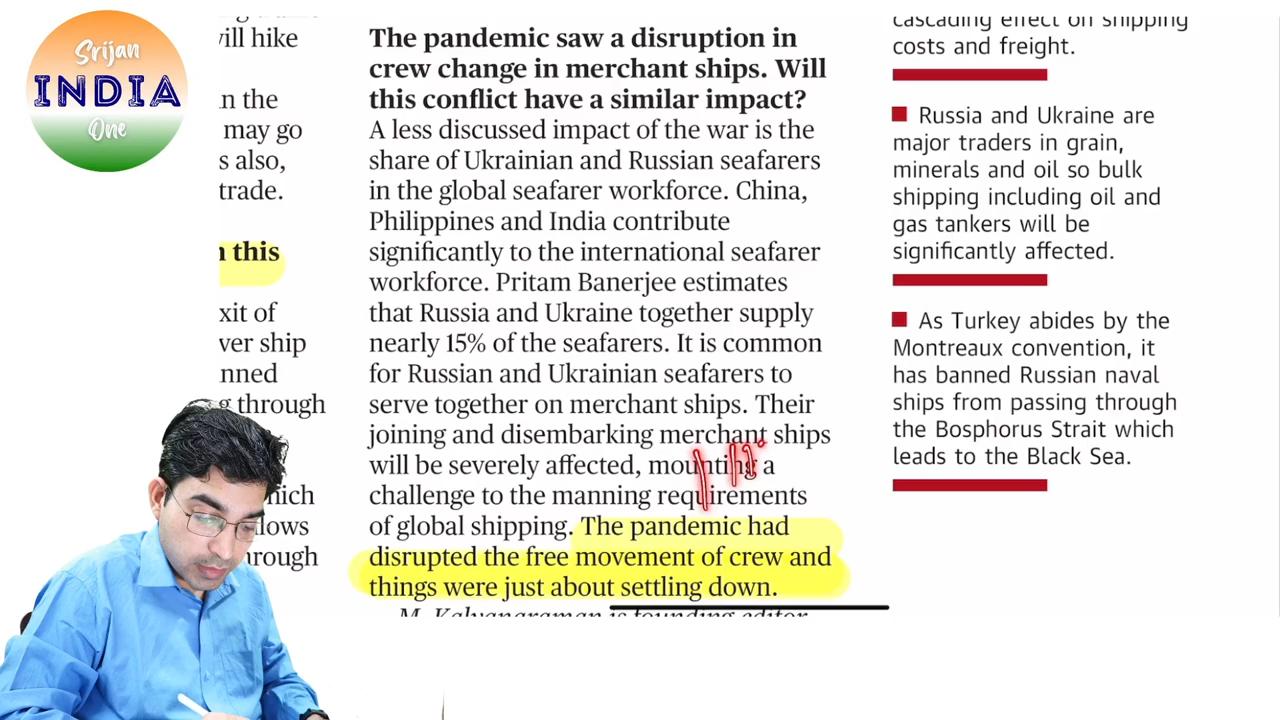 Srijan
INDIA
One
vill hike
n the
may go
s also,
trade.
this
xit of
ver ship
nned
g through
hich
lows
rough
The pandemic saw a disruption in
crew change in merchant ships. Will
this conflict have a similar impact?
A less discussed impact of the war is the
share of Ukrainian and Russian seafarers
in the global seafarer workforce. China,
Philippines and India contribute
significantly to the international seafarer
workforce. Pritam Banerjee estimates
that Russia and Ukraine together supply
nearly 15% of the seafarers. It is common
for Russian and Ukrainian seafarers to
serve together on merchant ships. Their
joining and disembarking merchant ships
will be severely affected, mounting a
challenge to the manning requirements
of global shipping. The pandemic had
disrupted the free movement of crew and
things were just about settling down.
M. Kalyanaraman is founding editor
cascading effect on shipping
costs and freight.
■ Russia and Ukraine are
major traders in grain,
minerals and oil so bulk
shipping including oil and
gas tankers will be
significantly affected.
■ As Turkey abides by the
Montreaux convention, it
has banned Russian naval
ships from passing through
the Bosphorus Strait which
leads to the Black Sea.